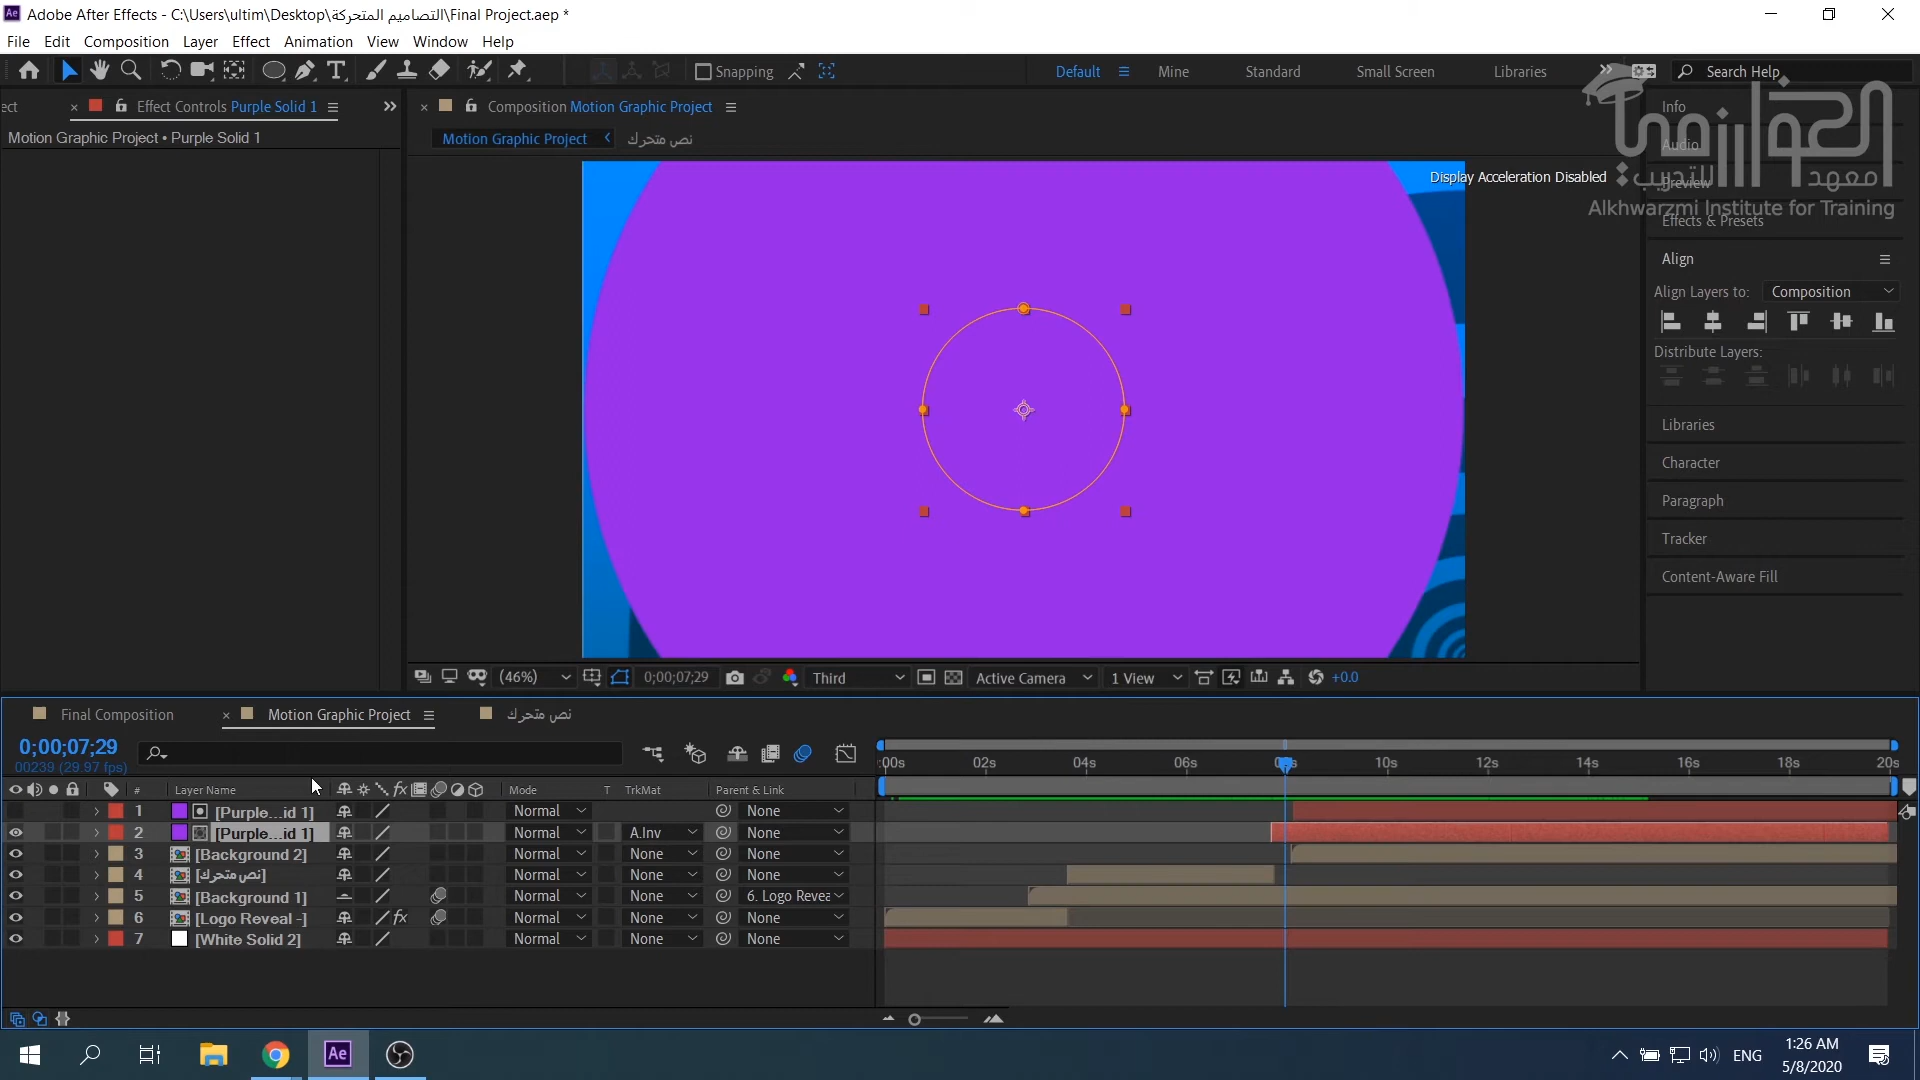 Adobe After Effects - C:\Users\ultim\Desktop\التصاميم المتحركة\Final Project.aep *
File Edit Composition Layer Effect Animation View Window Help
Snapping Default Mine Standard Small Screen Libraries Search Help
ect Effect Controls Purple Solid 1
Motion Graphic Project • Purple Solid 1
Composition Motion Graphic Project
Motion Graphic Project نص متحرك
Display Acceleration Disabled
الخوارزمي
معهد للتدريب
Alkhwarzmi Institute for Training
Info
Audio
Preview
Effects & Presets
Align
Align Layers to: Composition
Distribute Layers:
Libraries
Character
Paragraph
Tracker
Content-Aware Fill
(46%) 0;00;07;29 Third Active Camera 1 View +0.0
Final Composition Motion Graphic Project نص متحرك
0;00;07;29
00239 (29.97 fps)
:00s 02s 04s 06s 10s 12s 14s 16s 18s 20s
# Layer Name Mode T TrkMat Parent & Link
1 [Purple...id 1] Normal None
2 [Purple...id 1] Normal A.Inv None
3 [Background 2] Normal None None
4 [نص متحرك] Normal None None
5 [Background 1] Normal None 6. Logo Revea
6 [Logo Reveal -] Normal None None
7 [White Solid 2] Normal None None
ENG 1:26 AM
5/8/2020